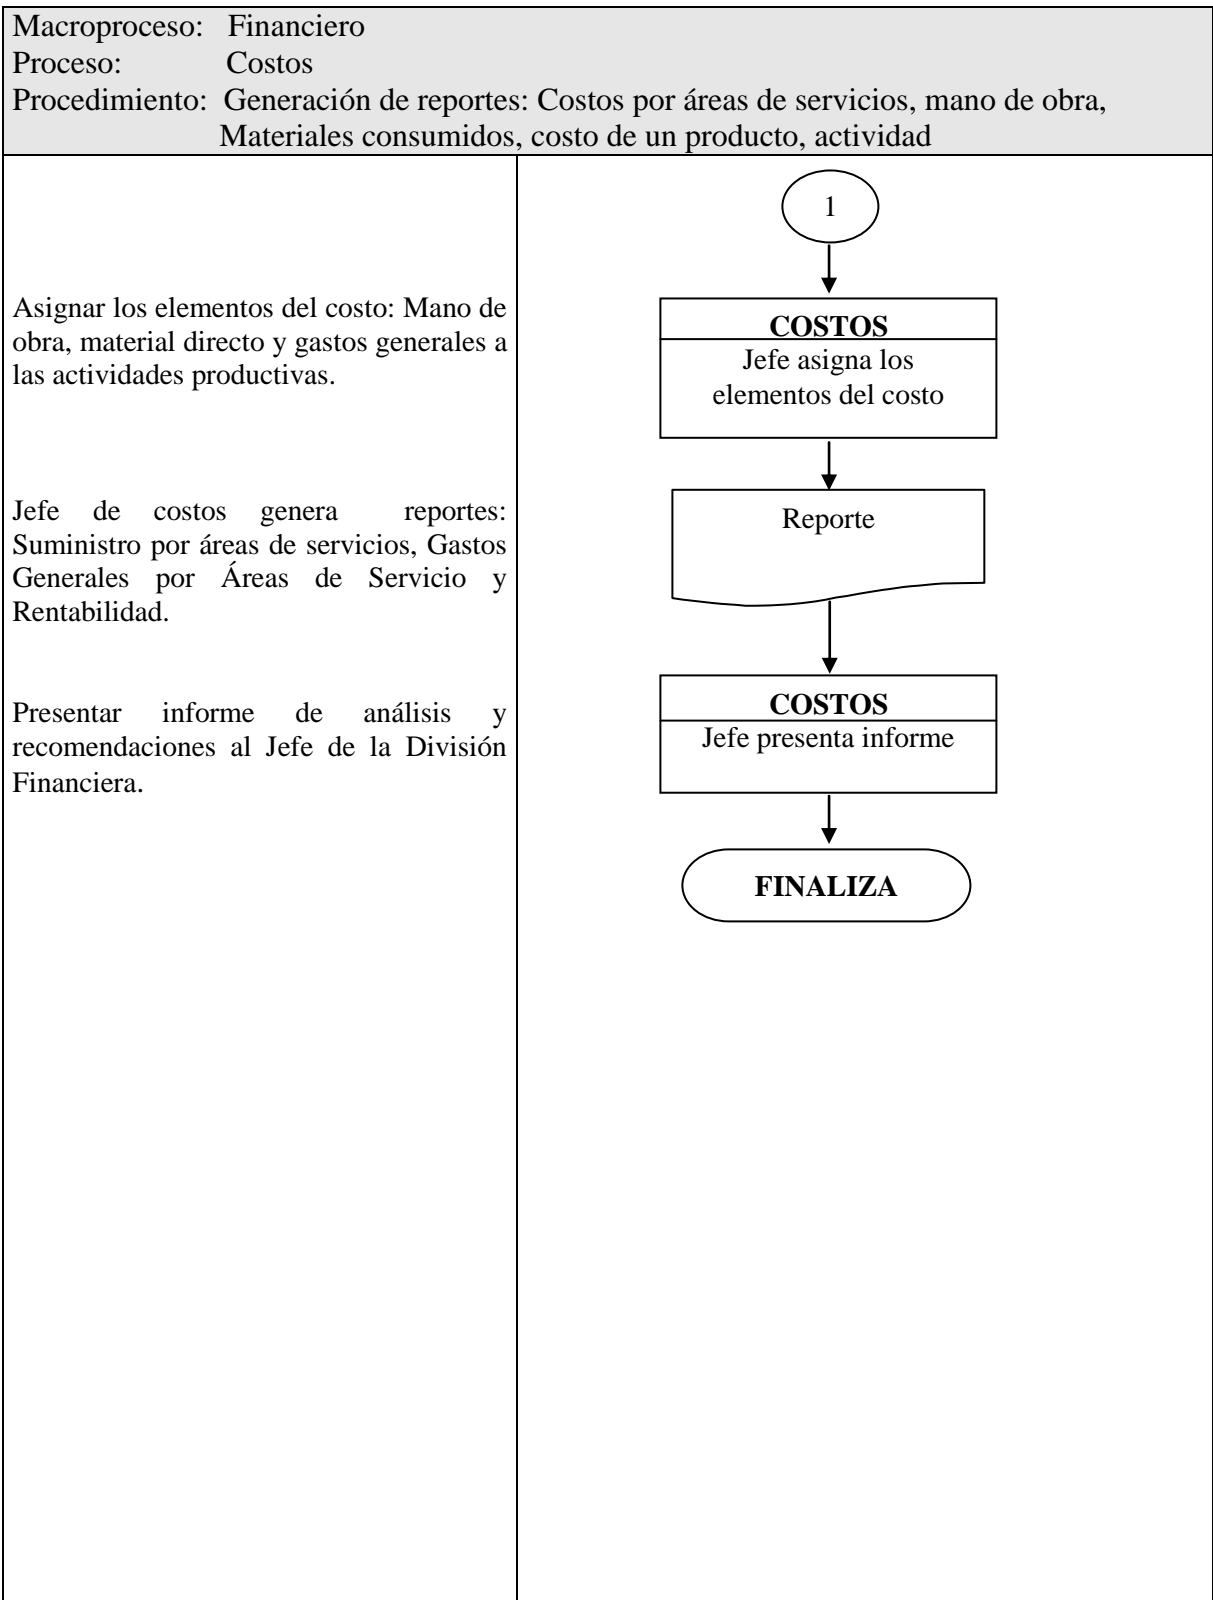 Macroproceso: Financiero
Proceso: Costos
Procedimiento: Generación de reportes: Costos por áreas de servicios, mano de obra,
Materiales consumidos, costo de un producto, actividad
Asignar los elementos del costo: Mano de
obra, material directo y gastos generales a
las actividades productivas.
Jefe de costos genera reportes:
Suministro por áreas de servicios, Gastos
Generales por Áreas de Servicio y
Rentabilidad.
Presentar informe de análisis y
recomendaciones al Jefe de la División
Financiera.
1
COSTOS
Jefe asigna los
elementos del costo
Reporte
COSTOS
Jefe presenta informe
FINALIZA